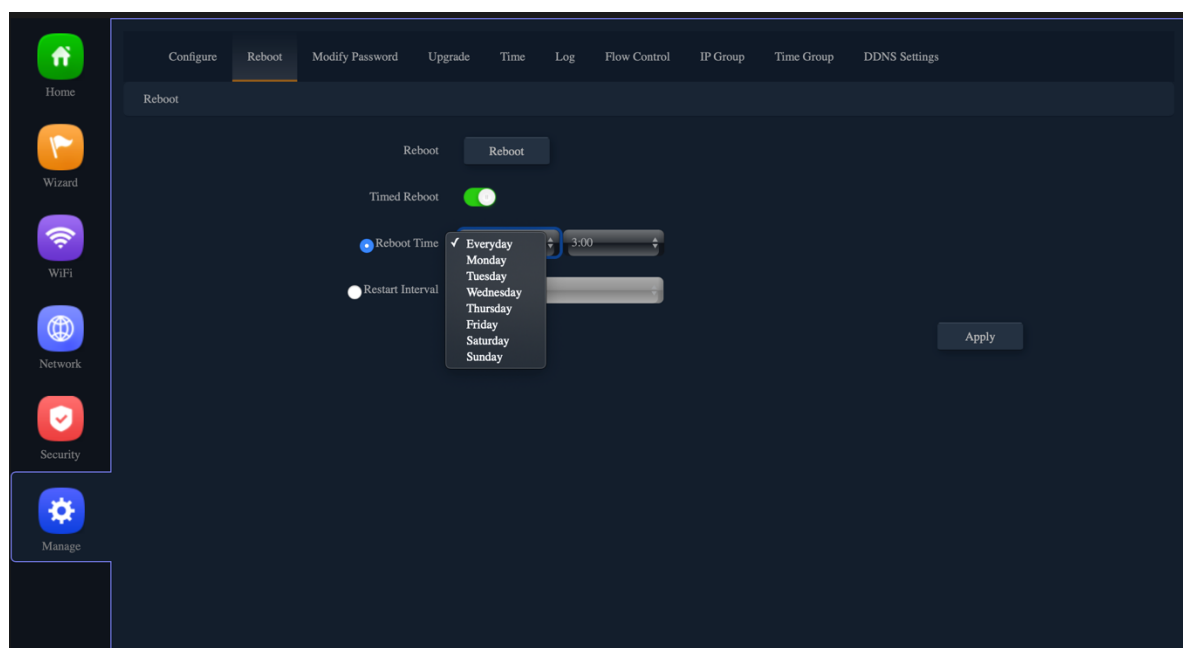 Home
Wizard
WiFi
Network
Security
Manage
Configure Reboot Modify Password Upgrade Time Log Flow Control IP Group Time Group DDNS Settings
Reboot
Reboot Reboot
Timed Reboot
Reboot Time ✓ Everyday 3:00
Monday
Tuesday
Restart Interval Wednesday
Thursday
Friday
Saturday
Sunday
Apply